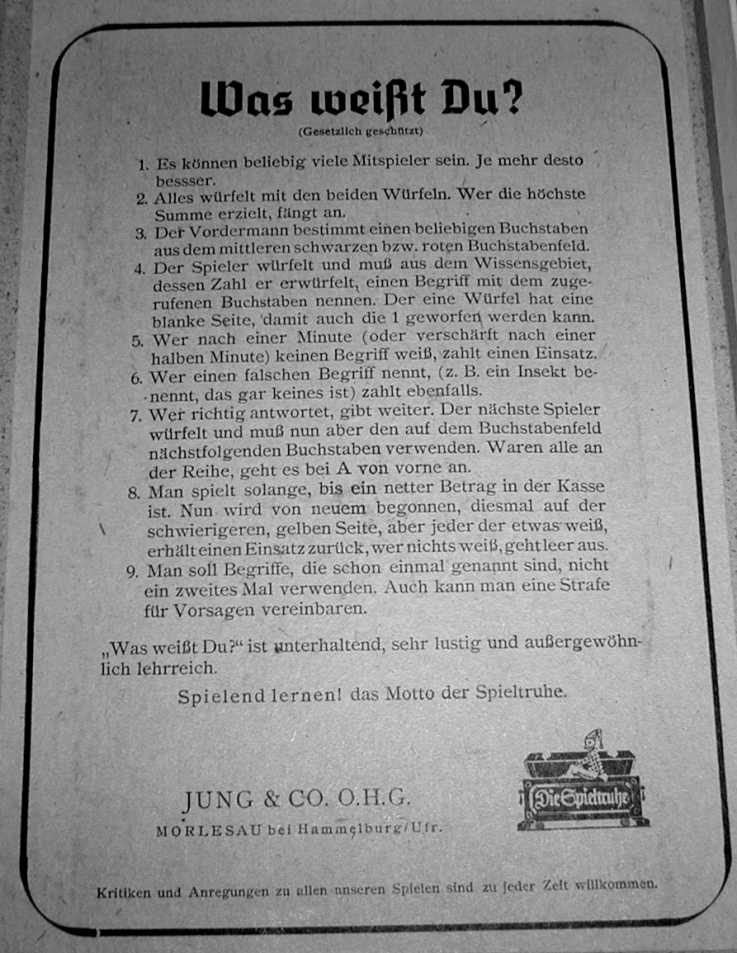 Was weißt Du?
(Gesetzlich geschützt)
1. Es können beliebig viele Mitspieler sein. Je mehr desto
bessser.
2. Alles würfelt mit den beiden Würfeln. Wer die höchste
Summe erzielt, fängt an.
3. Der Vordermann bestimmt einen beliebigen Buchstaben
aus dem mittleren schwarzen bzw. roten Buchstabenfeld.
4. Der Spieler würfelt und muß aus dem Wissensgebiet,
dessen Zahl er erwürfelt, einen Begriff mit dem zuge-
rufenen Buchstaben nennen. Der eine Würfel hat eine
blanke Seite, damit auch die 1 geworfen werden kann.
5. Wer nach einer Minute (oder verschärft nach einer
halben Minute) keinen Begriff weiß, zahlt einen Einsatz.
6. Wer einen falschen Begriff nennt, (z. B. ein Insekt be-
nennt, das gar keines ist) zahlt ebenfalls.
7. Wer richtig antwortet, gibt weiter. Der nächste Spieler
würfelt und muß nun aber den auf dem Buchstabenfeld
nächstfolgenden Buchstaben verwenden. Waren alle an
der Reihe, geht es bei A von vorne an.
8. Man spielt solange, bis ein netter Betrag in der Kasse
ist. Nun wird von neuem begonnen, diesmal auf der
schwierigeren, gelben Seite, aber jeder der etwas weiß,
erhält einen Einsatz zurück, wer nichts weiß, geht leer aus.
9. Man soll Begriffe, die schon einmal genannt sind, nicht
ein zweites Mal verwenden. Auch kann man eine Strafe
für Vorsagen vereinbaren.
„Was weißt Du?“ ist unterhaltend, sehr lustig und außergewöhn-
lich lehrreich.
Spielend lernen! das Motto der Spieltruhe.
JUNG & CO. O.H.G.
MORLESAU bei Hammelburg/Ufr.
Die Spieltruhe
Kritiken und Anregungen zu allen unseren Spielen sind zu jeder Zeit willkommen.